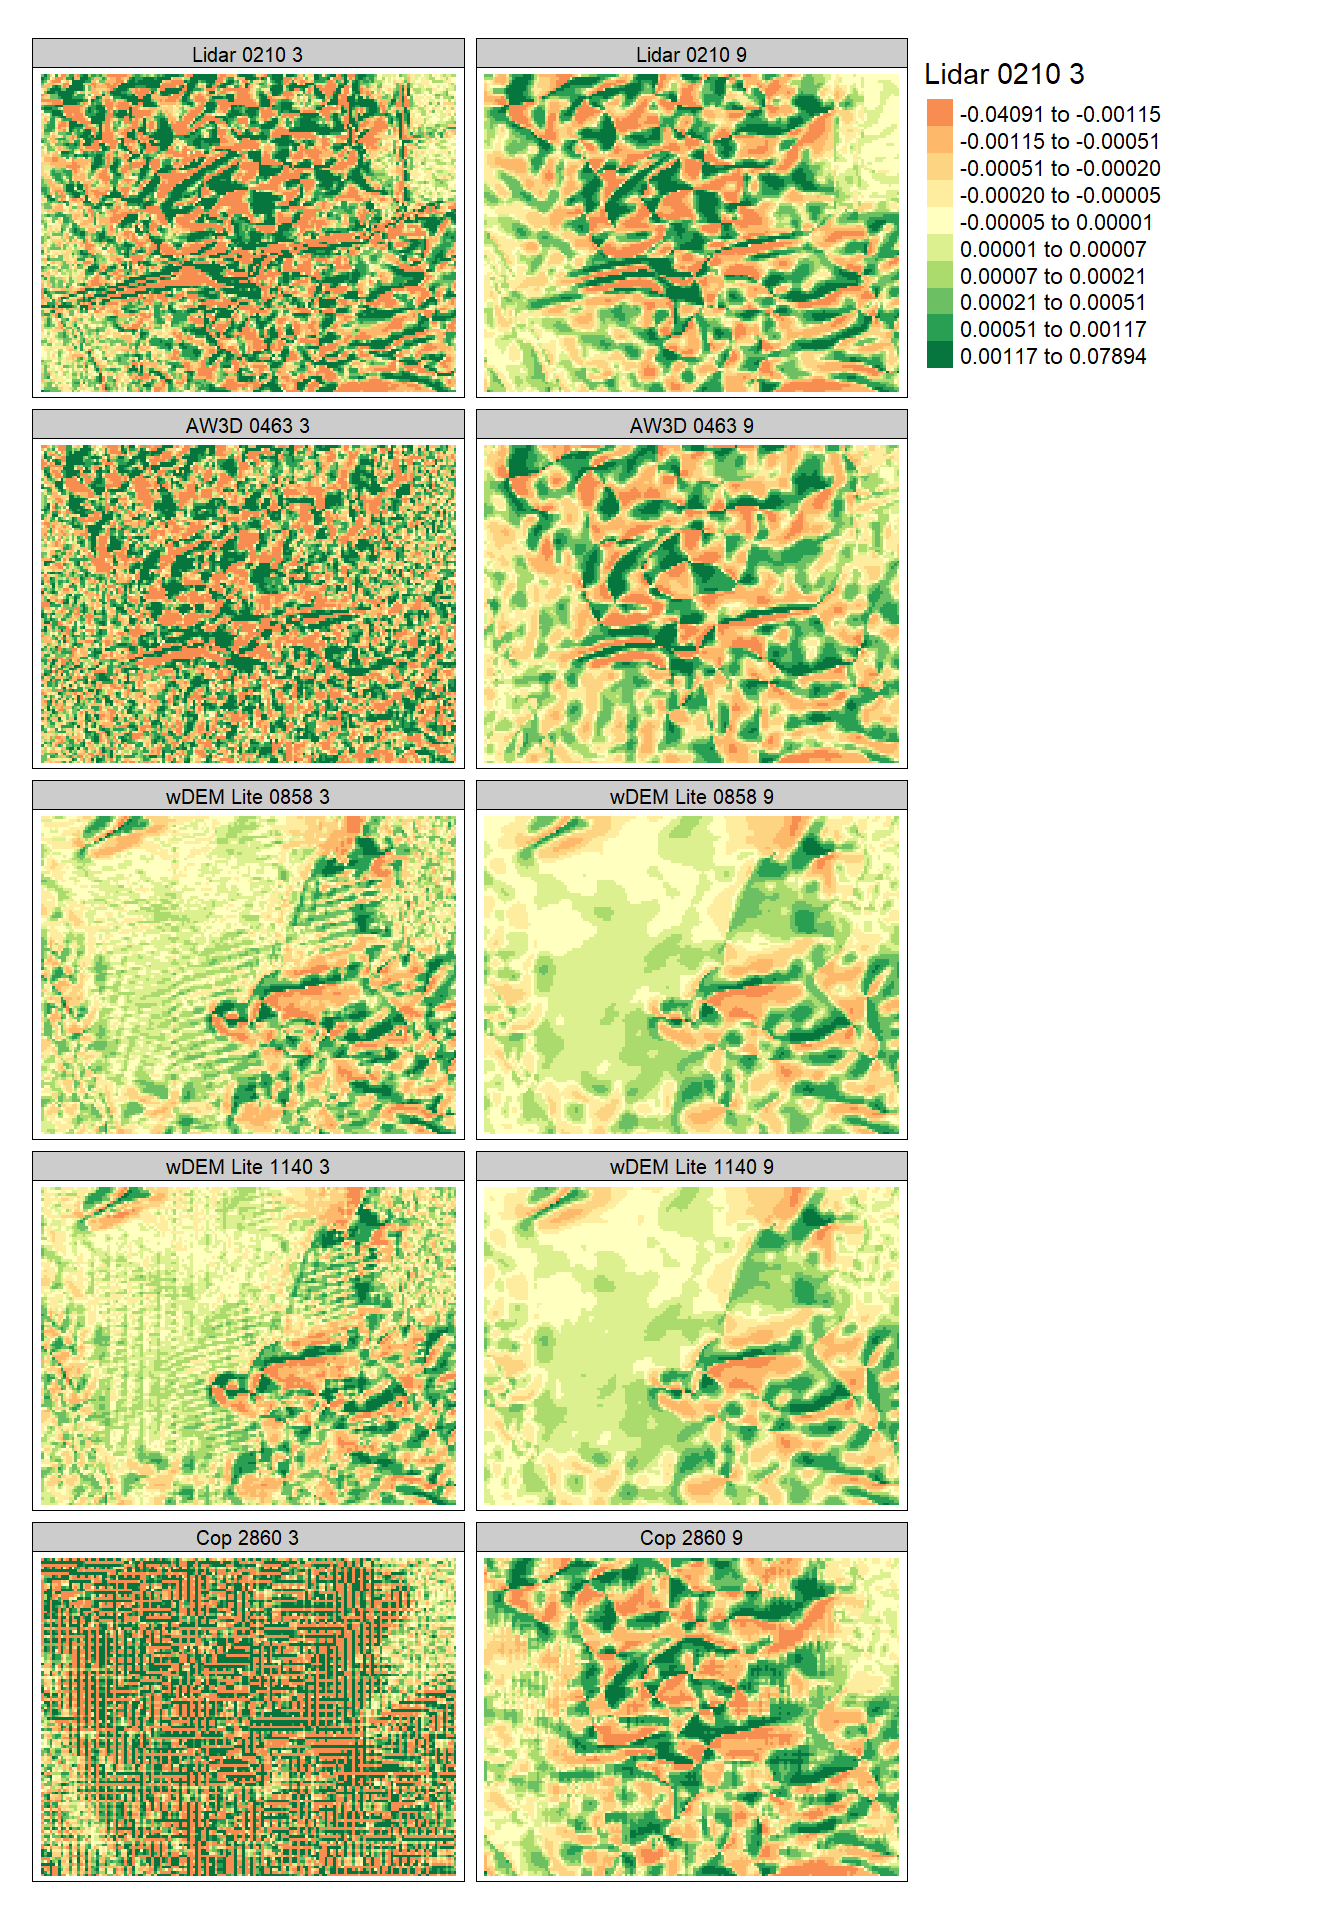 Lidar 0210 3
Lidar 0210 9
Lidar 0210 3
-0.04091 to -0.00115
-0.00115 to -0.00051
-0.00051 to -0.00020
-0.00020 to -0.00005
-0.00005 to 0.00001
0.00001 to 0.00007
0.00007 to 0.00021
0.00021 to 0.00051
0.00051 to 0.00117
0.00117 to 0.07894
AW3D 0463 3
AW3D 0463 9
wDEM Lite 0858 3
wDEM Lite 0858 9
wDEM Lite 1140 3
wDEM Lite 1140 9
Cop 2860 3
Cop 2860 9